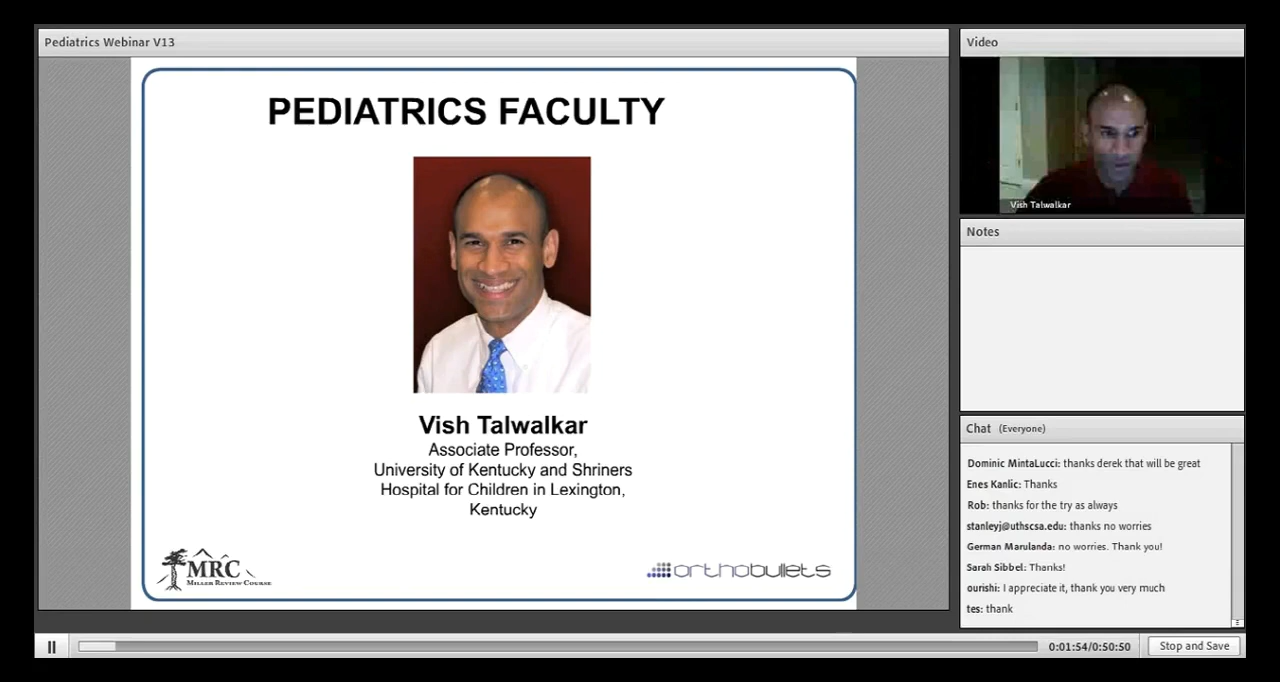 Pediatrics Webinar V13
PEDIATRICS FACULTY
Vish Talwalkar
Associate Professor,
University of Kentucky and Shriners
Hospital for Children in Lexington,
Kentucky
MRC
MILLER REVIEW COURSE
orthobullets
Video
Vish Talwalkar
Notes
Chat (Everyone)
Dominic MintaLucci: thanks derek that will be great
Enes Kanlic: Thanks
Rob: thanks for the try as always
stanleyj@uthscsa.edu: thanks no worries
German Marulanda: no worries. Thank you!
Sarah Sibbel: Thanks!
ourishi: I appreciate it, thank you very much
tes: thank
0:01:54/0:50:50
Stop and Save